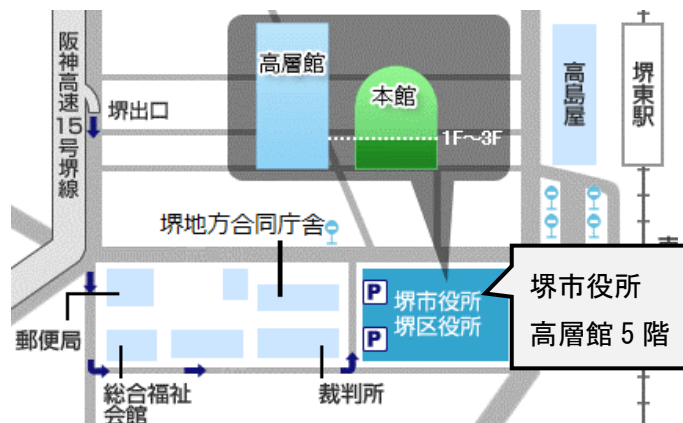 阪神高速15号堺線
堺出口
高層館
本館
1F～3F
高島屋
堺東駅
堺地方合同庁舎
P
堺市役所
堺区役所
P
堺市役所
高層館5階
郵便局
総合福祉
会館
裁判所